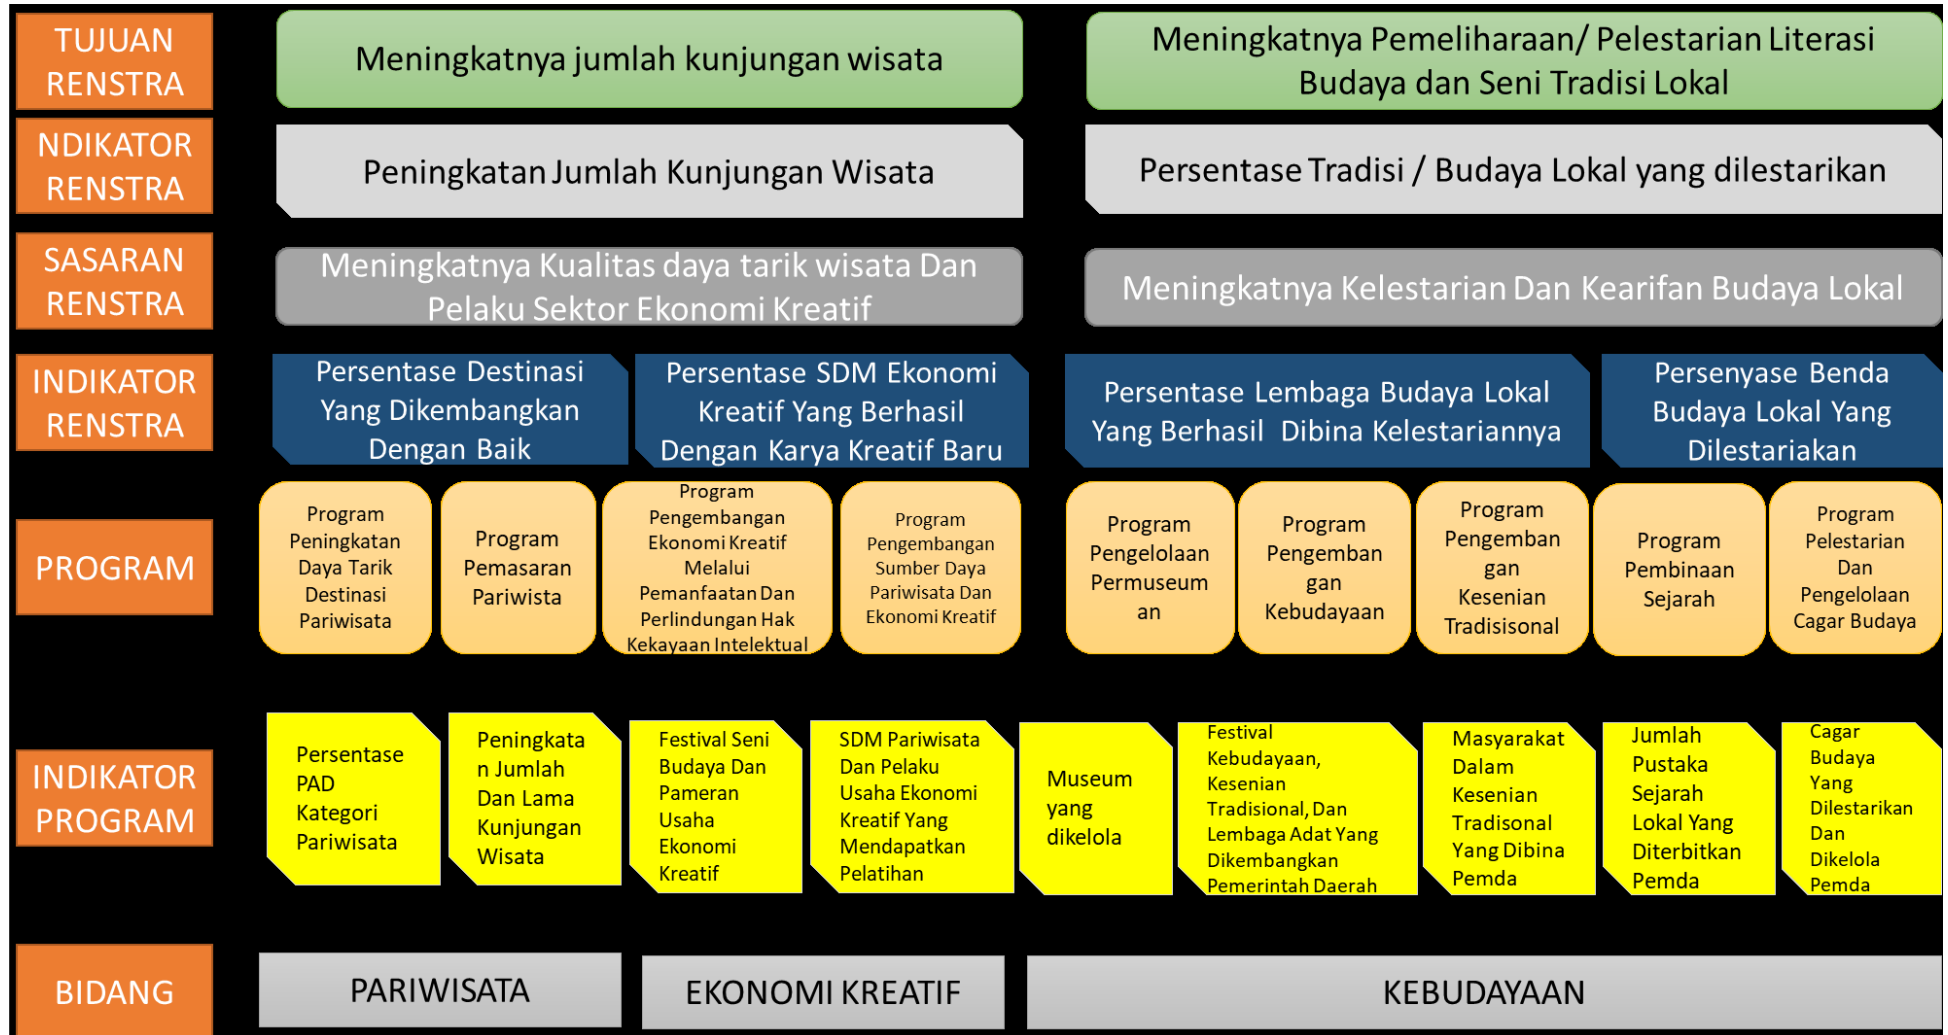 TUJUAN
RENSTRA
Meningkatnya jumlah kunjungan wisata
Meningkatnya Pemeliharaan/ Pelestarian Literasi
Budaya dan Seni Tradisi Lokal
NDIKATOR
RENSTRA
Peningkatan Jumlah Kunjungan Wisata
Persentase Tradisi / Budaya Lokal yang dilestarikan
SASARAN
RENSTRA
Meningkatnya Kualitas daya tarik wisata Dan
Pelaku Sektor Ekonomi Kreatif
Meningkatnya Kelestarian Dan Kearifan Budaya Lokal
INDIKATOR
RENSTRA
Persentase Destinasi
Yang Dikembangkan
Dengan Baik
Persentase SDM Ekonomi
Kreatif Yang Berhasil
Dengan Karya Kreatif Baru
Persentase Lembaga Budaya Lokal
Yang Berhasil Dibina Kelestariannya
Persenyase Benda
Budaya Lokal Yang
Dilestariakan
PROGRAM
Program
Peningkatan
Daya Tarik
Destinasi
Pariwisata
Program
Pemasaran
Pariwista
Program
Pengembangan
Ekonomi Kreatif
Melalui
Pemanfaatan Dan
Perlindungan Hak
Kekayaan Intelektual
Program
Pengembangan
Sumber Daya
Pariwisata Dan
Ekonomi Kreatif
Program
Pengelolaan
Permuseum
an
Program
Pengemban
gan
Kebudayaan
Program
Pengemban
gan
Kesenian
Tradisisonal
Program
Pembinaan
Sejarah
Program
Pelestarian
Dan
Pengelolaan
Cagar Budaya
INDIKATOR
PROGRAM
Persentase
PAD
Kategori
Pariwisata
Peningkata
n Jumlah
Dan Lama
Kunjungan
Wisata
Festival Seni
Budaya Dan
Pameran
Usaha
Ekonomi
Kreatif
SDM Pariwisata
Dan Pelaku
Usaha Ekonomi
Kreatif Yang
Mendapatkan
Pelatihan
Museum
yang
dikelola
Festival
Kebudayaan,
Kesenian
Tradisional, Dan
Lembaga Adat Yang
Dikembangkan
Pemerintah Daerah
Masyarakat
Dalam
Kesenian
Tradisonal
Yang Dibina
Pemda
Jumlah
Pustaka
Sejarah
Lokal Yang
Diterbitkan
Pemda
Cagar
Budaya
Yang
Dilestarikan
Dan
Dikelola
Pemda
BIDANG
PARIWISATA
EKONOMI KREATIF
KEBUDAYAAN